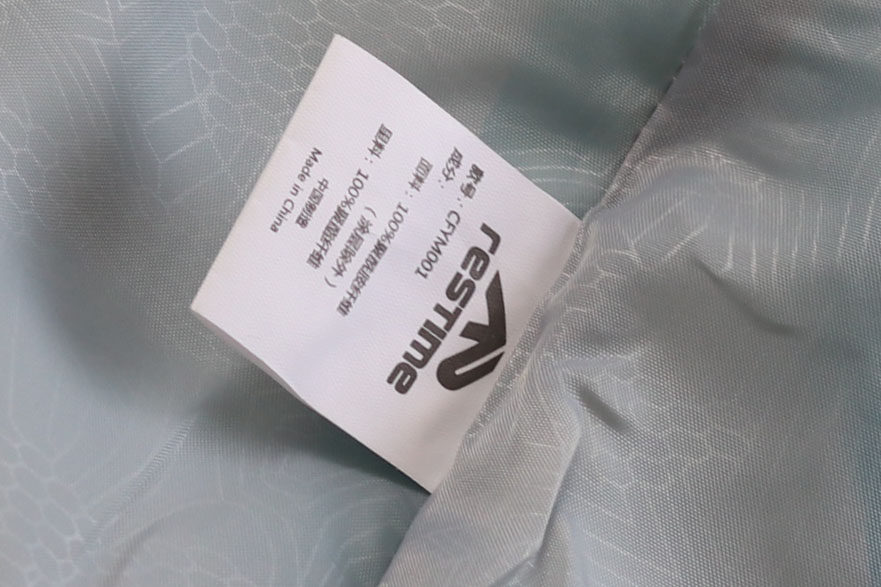 restime
款号：CFYM001
成分：
面料：100%聚酯纤维
（涂层除外）
里料：100%聚酯纤维
中国制造
Made in China